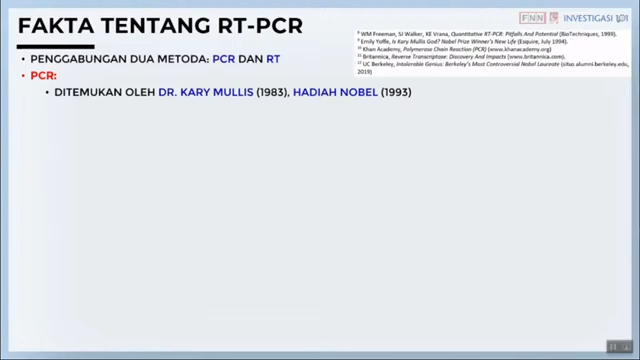 FAKTA TENTANG RT-PCR
FNN
INVESTIGASI
⁸ WM Freeman, SJ Walker, KE Vrana, Quantitative RT-PCR: Pitfalls And Potential (BioTechniques, 1999).
⁹ Emily Yoffe, Is Kary Mullis God? Nobel Prize Winner's New Life (Esquire, July 1994).
¹⁰ Khan Academy, Polymerase Chain Reaction (PCR) (www.khanacademy.org)
¹¹ Britannica, Reverse Transcriptase: Discovery And Impacts (www.britannica.com).
¹² UC Berkeley, Intolerable Genius: Berkeley's Most Controversial Nobel Laureate (situs alumni.berkeley.edu,
2019)
• PENGGABUNGAN DUA METODA: PCR DAN RT
• PCR:
• DITEMUKAN OLEH DR. KARY MULLIS (1983), HADIAH NOBEL (1993)